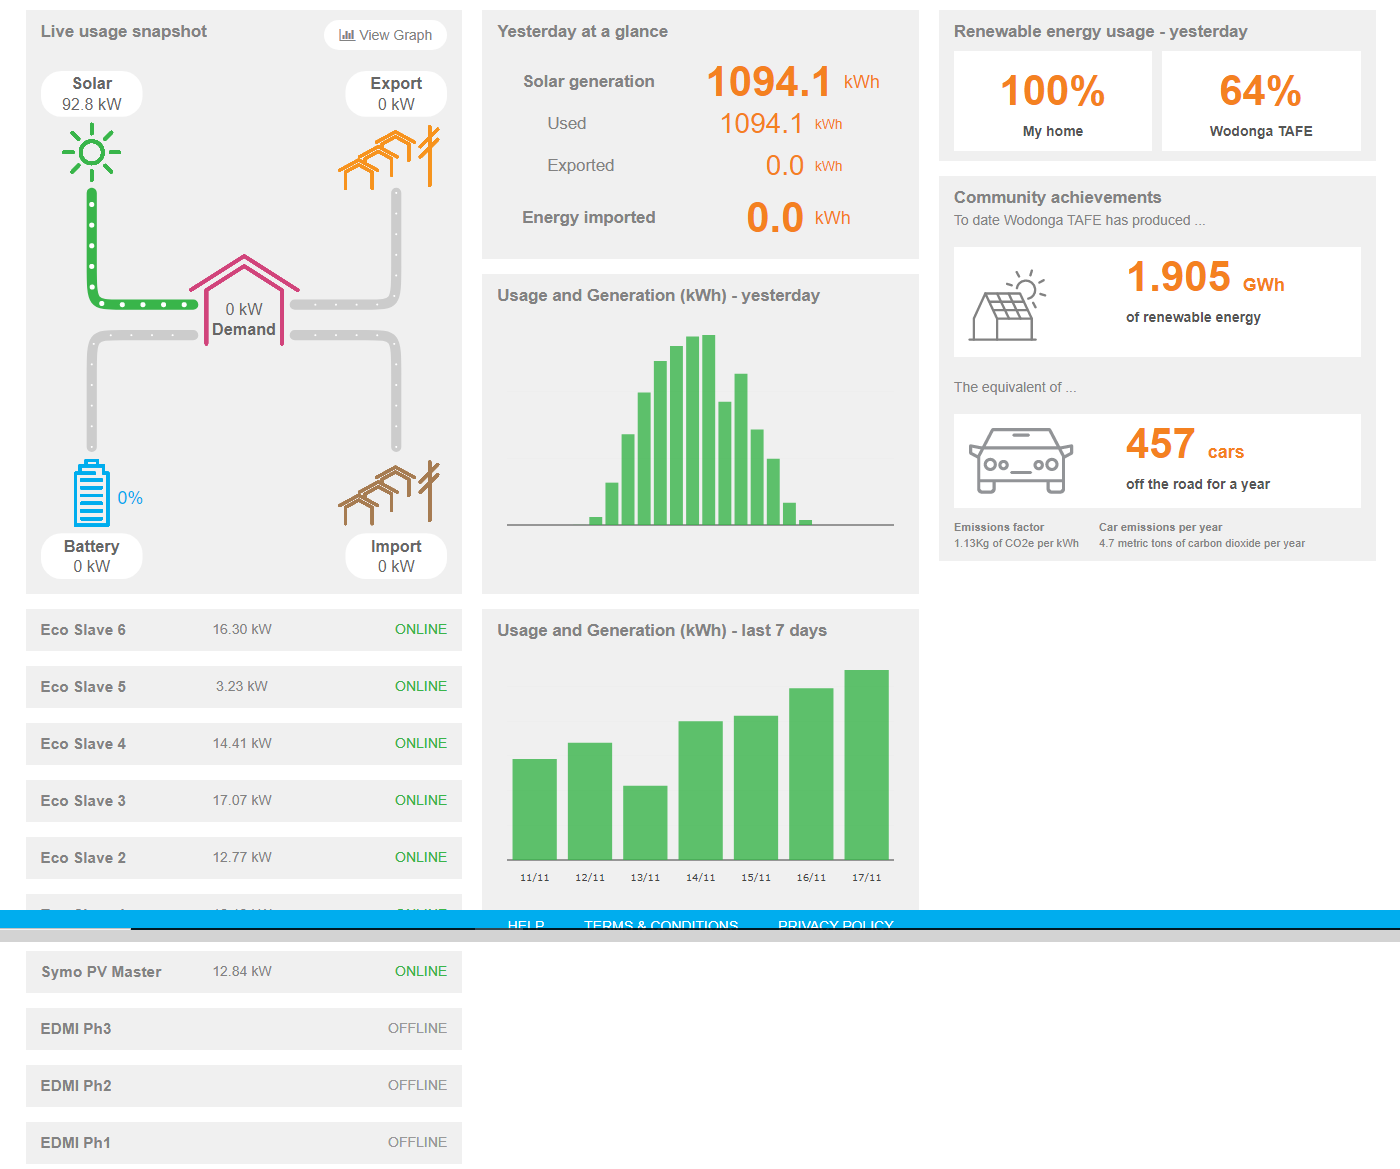 Live usage snapshot
View Graph
Solar
92.8 kW
Export
0 kW
0 kW
Demand
0%
Battery
0 kW
Import
0 kW
Eco Slave 6 16.30 kW ONLINE
Eco Slave 5 3.23 kW ONLINE
Eco Slave 4 14.41 kW ONLINE
Eco Slave 3 17.07 kW ONLINE
Eco Slave 2 12.77 kW ONLINE
Symo PV Master 12.84 kW ONLINE
EDMI Ph3 OFFLINE
EDMI Ph2 OFFLINE
EDMI Ph1 OFFLINE
Yesterday at a glance
Solar generation 1094.1 kWh
Used 1094.1 kWh
Exported 0.0 kWh
Energy imported 0.0 kWh
Usage and Generation (kWh) - yesterday
Usage and Generation (kWh) - last 7 days
11/11 12/11 13/11 14/11 15/11 16/11 17/11
HELP TERMS & CONDITIONS PRIVACY POLICY
Renewable energy usage - yesterday
100%
My home
64%
Wodonga TAFE
Community achievements
To date Wodonga TAFE has produced ...
1.905 GWh
of renewable energy
The equivalent of ...
457 cars
off the road for a year
Emissions factor
1.13Kg of CO2e per kWh
Car emissions per year
4.7 metric tons of carbon dioxide per year